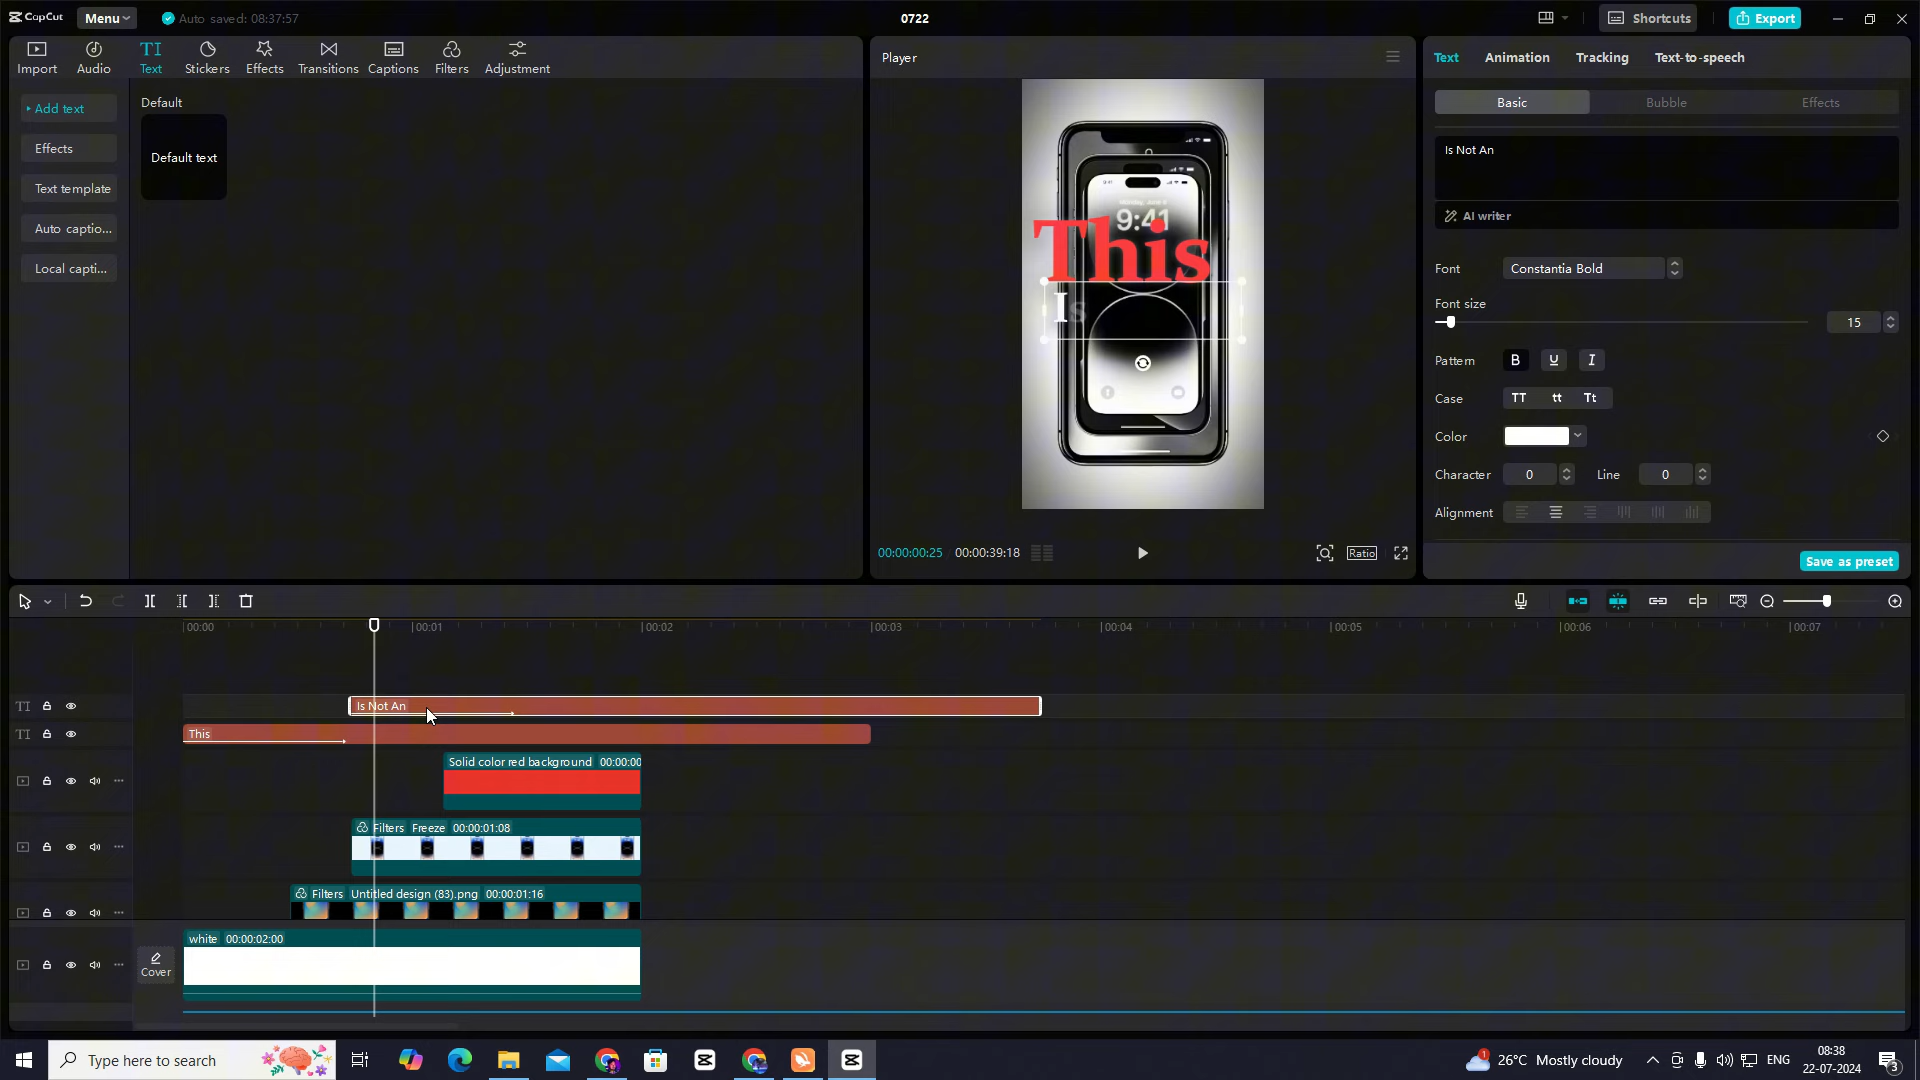 CapCut
Menu
Auto saved: 08:37:57
0722
Shortcuts
Export
Import
Audio
TI
Text
Stickers
Effects
Transitions
Captions
Filters
Adjustment
Player
Text
Animation
Tracking
Text-to-speech
Add text
Effects
Text template
Auto captio...
Local capti...
Default
Default text
9:41
This
Is
00:00:00:25
00:00:39:18
Ratio
Basic
Bubble
Effects
Is Not An
AI writer
Font
Constantia Bold
Font size
15
Pattern
B
U
I
Case
TT
tt
Tt
Color
Character
0
Line
0
Alignment
Save as preset
00:00
00:01
00:02
00:03
00:04
00:05
00:06
00:07
TI
Is Not An
TI
This
Solid color red background 00:00:00
Filters Freeze 00:00:01:08
Filters Untitled design (83).png 00:00:01:16
white 00:00:02:00
Cover
Type here to search
1
26°C Mostly cloudy
ENG
08:38
22-07-2024
3